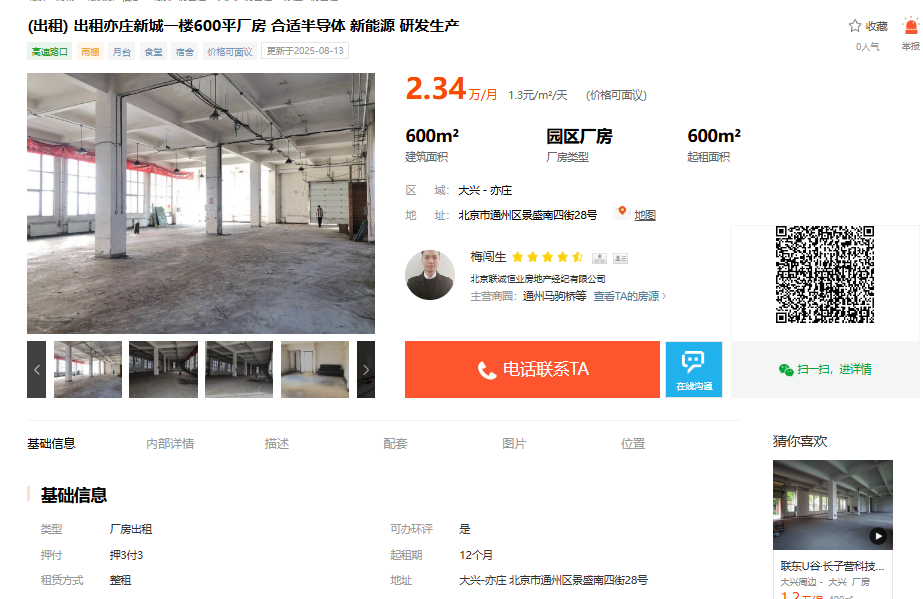 (出租) 出租亦庄新城一楼600平厂房 合适半导体 新能源 研发生产
收藏
0人气
举报
高速路口 雨棚 月台 食堂 宿舍 价格可面议 更新于2025-08-13
2.34万/月 1.3元/m²/天 (价格可面议)
600m² 园区厂房 600m²
建筑面积 厂房类型 起租面积
区 域: 大兴 - 亦庄
地 址: 北京市通州区景盛南四街28号 地图
梅闯生
北京联诚恒业房地产经纪有限公司
主营商圈: 通州马驹桥等 查看TA的房源 >
电话联系TA
在线沟通
扫一扫，进详情
基础信息 内部详情 描述 配套 图片 位置
基础信息
类型 厂房出租 可办环评 是
押付 押3付3 起租期 12个月
租赁方式 整租 地址 大兴-亦庄 北京市通州区景盛南四街28号
猜你喜欢
联东U谷·长子营科技...
大兴周边 - 大兴 厂房
1.2万/月 400m²